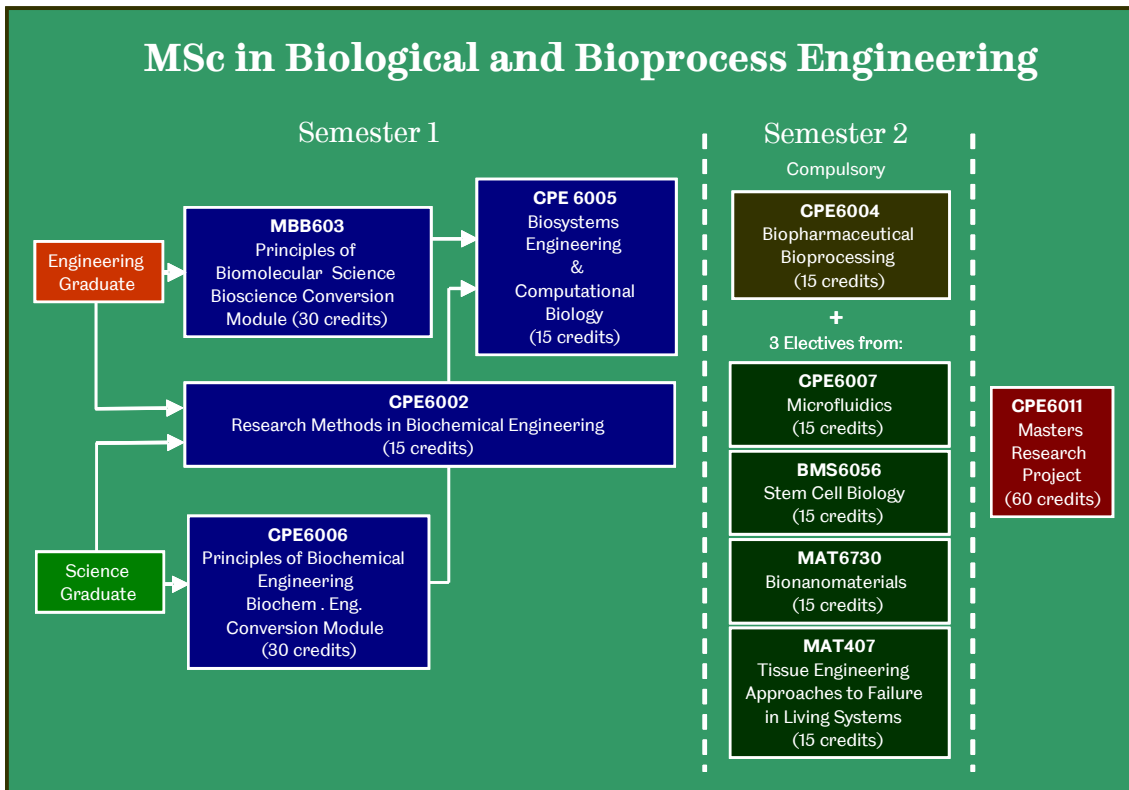 MSc in Biological and Bioprocess Engineering
Semester 1
Engineering
Graduate
MBB603
Principles of
Biomolecular Science
Bioscience Conversion
Module (30 credits)
CPE 6005
Biosystems
Engineering
&
Computational
Biology
(15 credits)
CPE6002
Research Methods in Biochemical Engineering
(15 credits)
Science
Graduate
CPE6006
Principles of Biochemical
Engineering
Biochem . Eng.
Conversion Module
(30 credits)
Semester 2
Compulsory
CPE6004
Biopharmaceutical
Bioprocessing
(15 credits)
+
3 Electives from:
CPE6007
Microfluidics
(15 credits)
BMS6056
Stem Cell Biology
(15 credits)
MAT6730
Bionanomaterials
(15 credits)
MAT407
Tissue Engineering
Approaches to Failure
in Living Systems
(15 credits)
CPE6011
Masters
Research
Project
(60 credits)